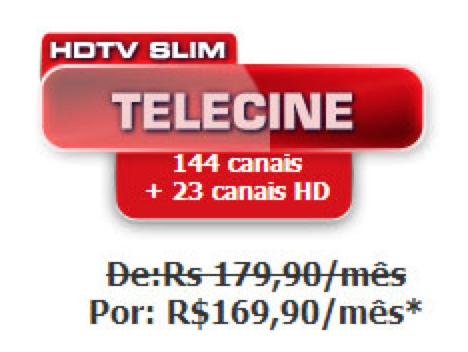 HDTV SLIM
TELECINE
144 canais
+ 23 canais HD
De:Rs 179,90/mês
Por: R$169,90/mês*